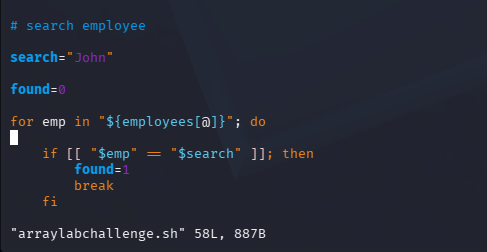 # search employee
search="John"
found=0
for emp in "${employees[@]}"; do
    if [[ "$emp" == "$search" ]]; then
        found=1
        break
    fi
"arraylabchallenge.sh" 58L, 887B